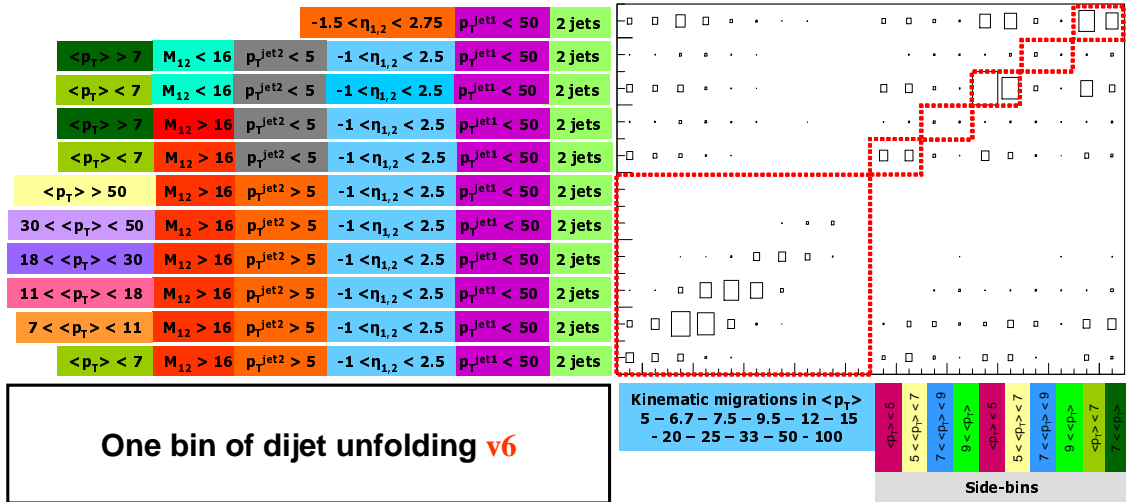 -1.5 <η1,2 < 2.75 pTjet1 < 50 2 jets
<pT> > 7 M12 < 16 pTjet2 < 5 -1 <η1,2 < 2.5 pTjet1 < 50 2 jets
<pT> < 7 M12 < 16 pTjet2 < 5 -1 <η1,2 < 2.5 pTjet1 < 50 2 jets
<pT> > 7 M12 > 16 pTjet2 < 5 -1 <η1,2 < 2.5 pTjet1 < 50 2 jets
<pT> < 7 M12 > 16 pTjet2 < 5 -1 <η1,2 < 2.5 pTjet1 < 50 2 jets
<pT> > 50 M12 > 16 pTjet2 > 5 -1 <η1,2 < 2.5 pTjet1 < 50 2 jets
30 < <pT> < 50 M12 > 16 pTjet2 > 5 -1 <η1,2 < 2.5 pTjet1 < 50 2 jets
18 < <pT> < 30 M12 > 16 pTjet2 > 5 -1 <η1,2 < 2.5 pTjet1 < 50 2 jets
11 < <pT> < 18 M12 > 16 pTjet2 > 5 -1 <η1,2 < 2.5 pTjet1 < 50 2 jets
7 < <pT> < 11 M12 > 16 pTjet2 > 5 -1 <η1,2 < 2.5 pTjet1 < 50 2 jets
<pT> < 7 M12 > 16 pTjet2 > 5 -1 <η1,2 < 2.5 pTjet1 < 50 2 jets
One bin of dijet unfolding v6
Kinematic migrations in <pT>
5 – 6.7 – 7.5 – 9.5 – 12 – 15
- 20 – 25 – 33 – 50 - 100
<pT> < 5
5 < <pT> < 7
7 < <pT> < 9
9 < <pT>
<pT> < 5
5 < <pT> < 7
7 < <pT> < 9
9 < <pT>
<pT> < 7
7 < <pT>
Side-bins